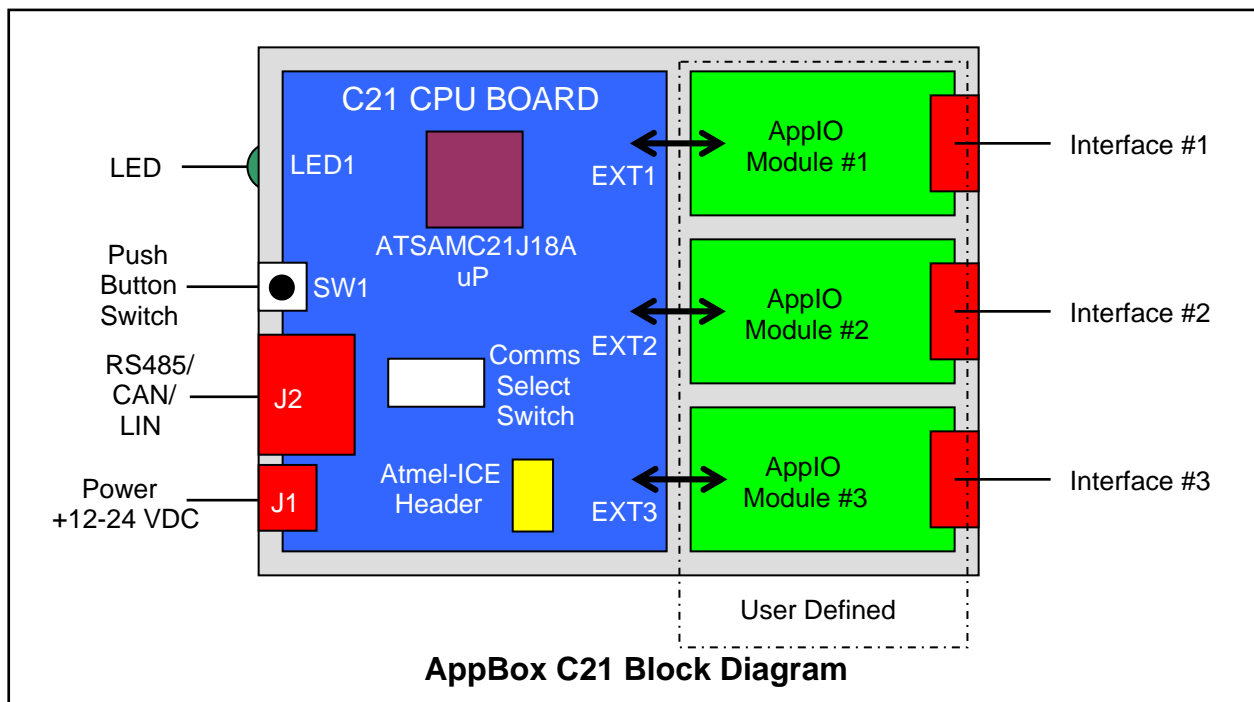 C21 CPU BOARD
LED
LED1
ATSAMC21J18A
uP
Push
Button
Switch
SW1
RS485/
CAN/
LIN
J2
Comms
Select
Switch
Power
+12-24 VDC
J1
Atmel-ICE
Header
EXT1
EXT2
EXT3
AppIO
Module #1
Interface #1
AppIO
Module #2
Interface #2
AppIO
Module #3
Interface #3
User Defined
AppBox C21 Block Diagram